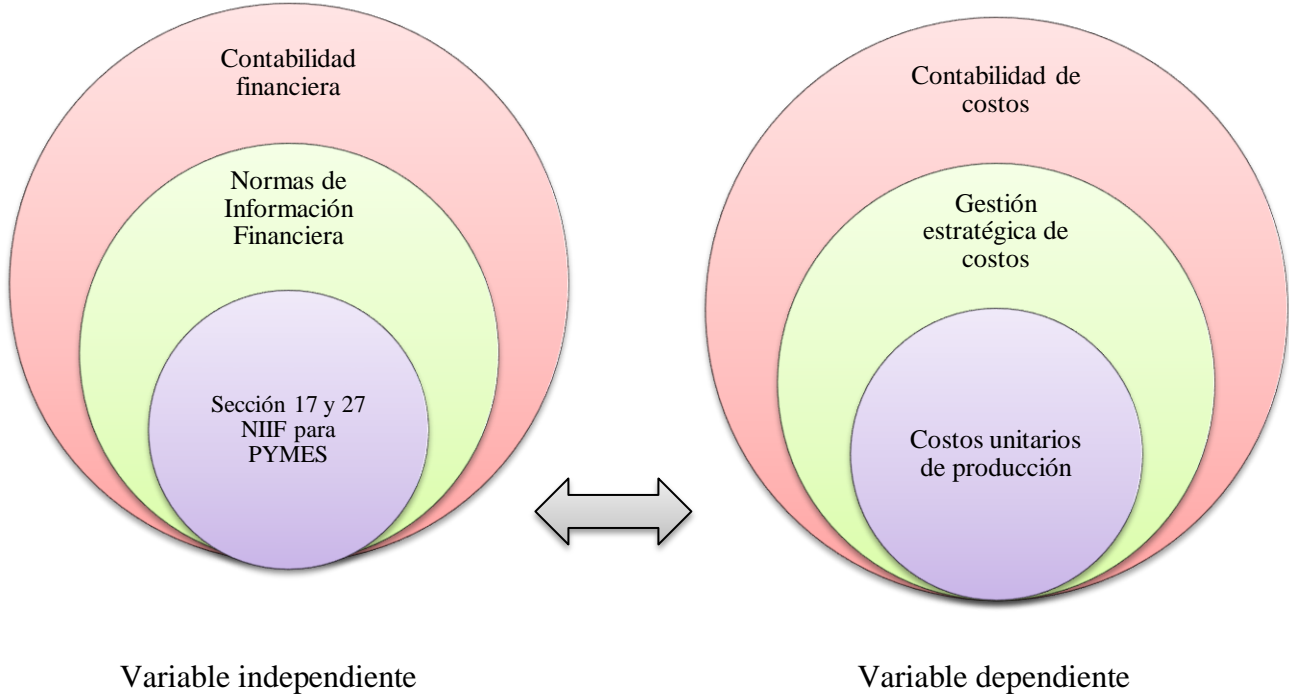 Contabilidad
financiera
Normas de
Información
Financiera
Sección 17 y 27
NIIF para
PYMES
Variable independiente
Contabilidad de
costos
Gestión
estratégica de
costos
Costos unitarios
de producción
Variable dependiente